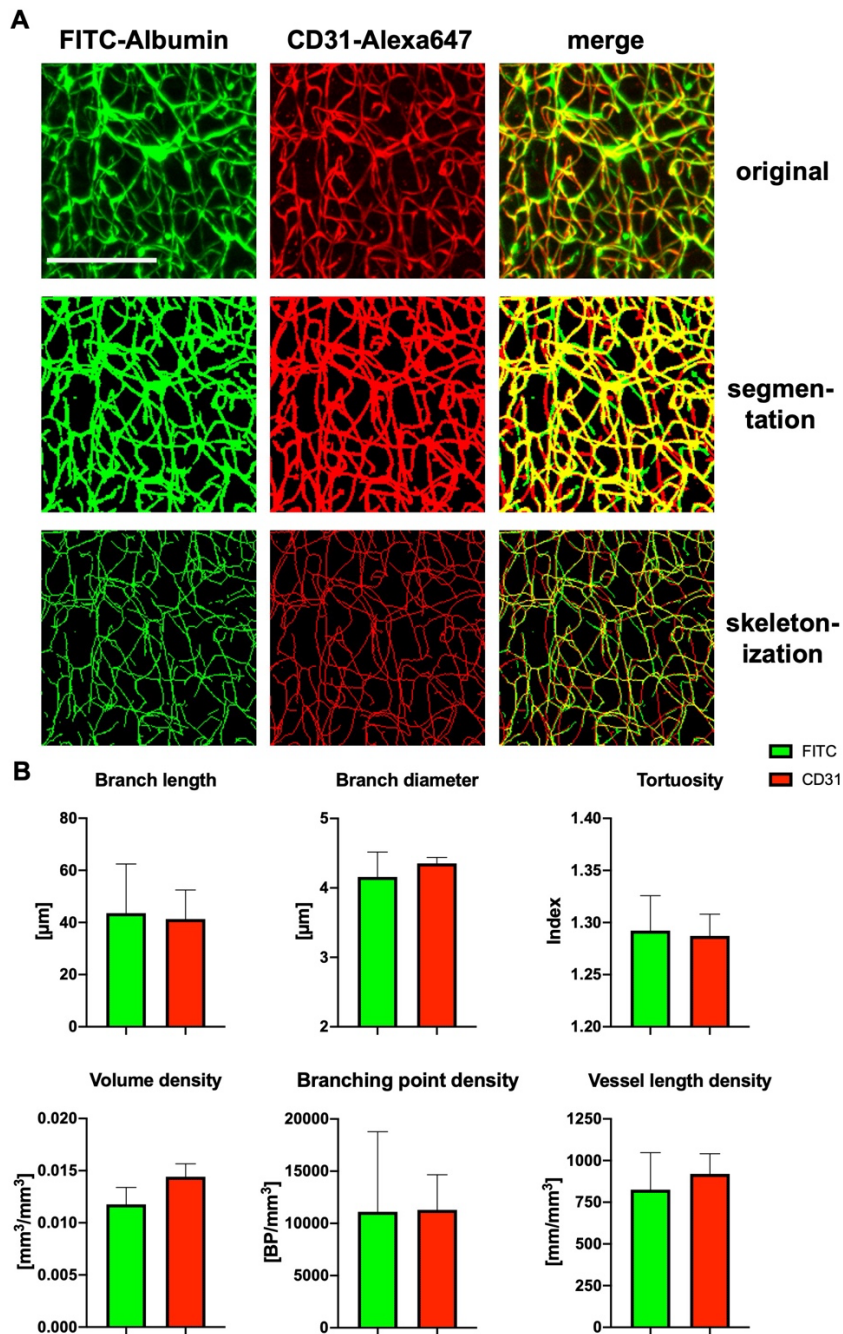 A
FITC-Albumin
CD31-Alexa647
merge
original
segmen-
tation
skeleton-
ization
FITC
CD31
B
Branch length
Branch diameter
Tortuosity
[µm]
80
60
40
20
0
[µm]
5
4
3
2
Index
1.40
1.35
1.30
1.25
1.20
Volume density
Branching point density
Vessel length density
[mm³/mm³]
0.020
0.015
0.010
0.005
0.000
[BP/mm³]
20000
15000
10000
5000
0
[mm/mm³]
1250
1000
750
500
250
0